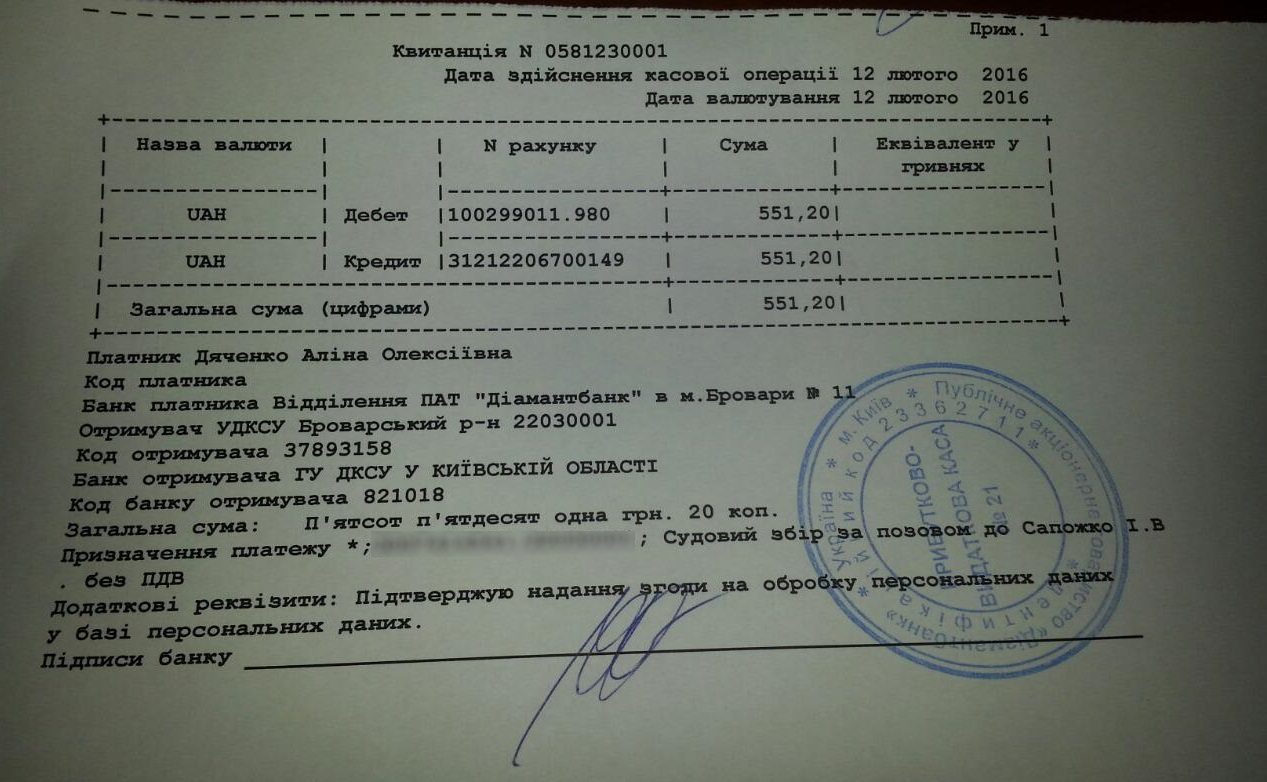 Прим. 1
Квитанція N 0581230001
Дата здійснення касової операції 12 лютого 2016
Дата валютування 12 лютого 2016
Назва валюти | | N рахунку | Сума | Еквівалент у гривнях
UAH | Дебет |100299011.980 | 551,20|
UAH | Кредит |31212206700149 | 551,20|
Загальна сума (цифрами) | 551,20|
Платник Дяченко Аліна Олексіївна
Код платника
Банк платника Відділення ПАТ "Діамантбанк" в м.Бровари № 11
Отримувач УДКСУ Броварський р-н 22030001
Код отримувача 37893158
Банк отримувача ГУ ДКСУ У КИЇВСЬКІЙ ОБЛАСТІ
Код банку отримувача 821018
Загальна сума: П'ятсот п'ятдесят одна грн. 20 коп.
Призначення платежу *; ; Судовий збір за позовом до Сапожко І.В
. без ПДВ
Додаткові реквізити: Підтверджую надання згоди на обробку персональних даних
у базі персональних даних.
Підписи банку
Україна * м.Київ * Публічне акціонерне товариство «Діамантбанк» *
Ідентифікаційний код 23362711 *
ПРИБУТКОВО-
ВИДАТКОВА КАСА
№ 21